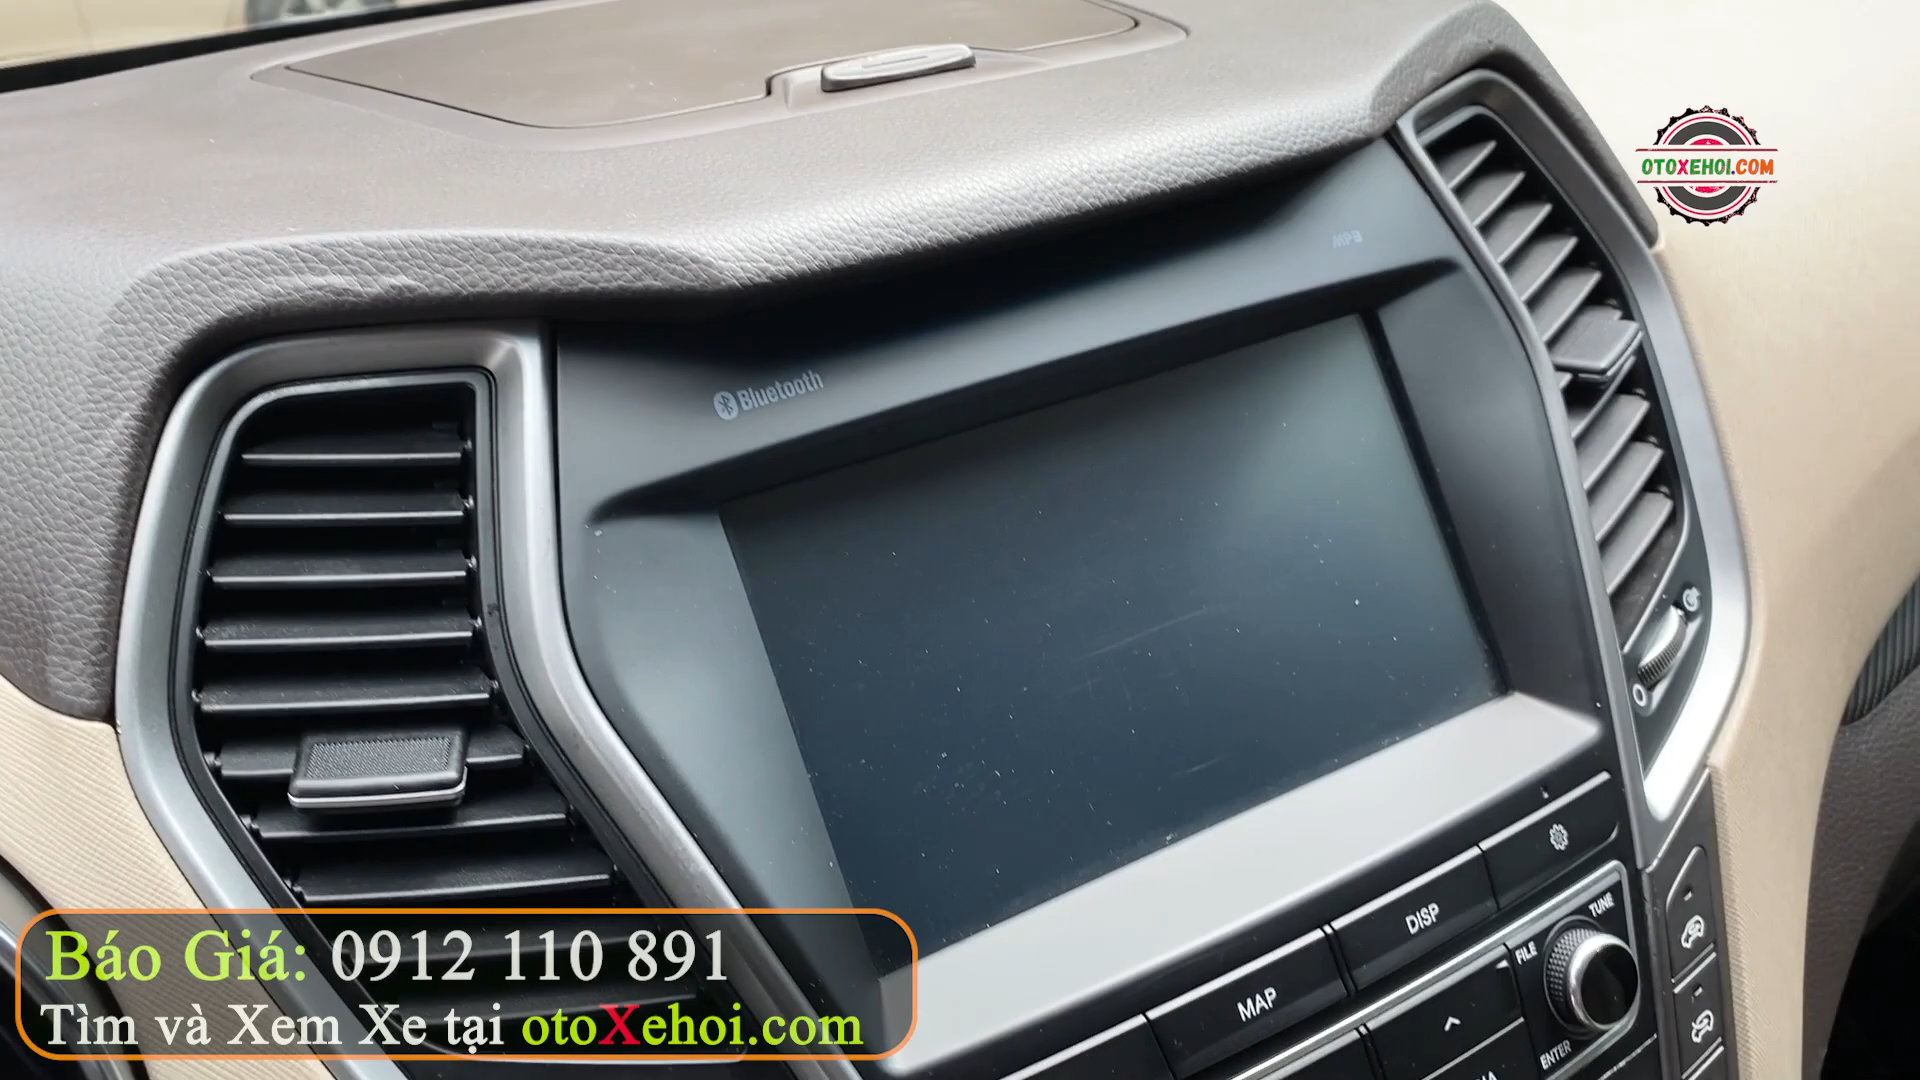 OTOXEHOI.COM
MP3
Bluetooth
DISP
TUNE
FILE
MAP
ENTER
Báo Giá: 0912 110 891
Tìm và Xem Xe tại otoXehoi.com